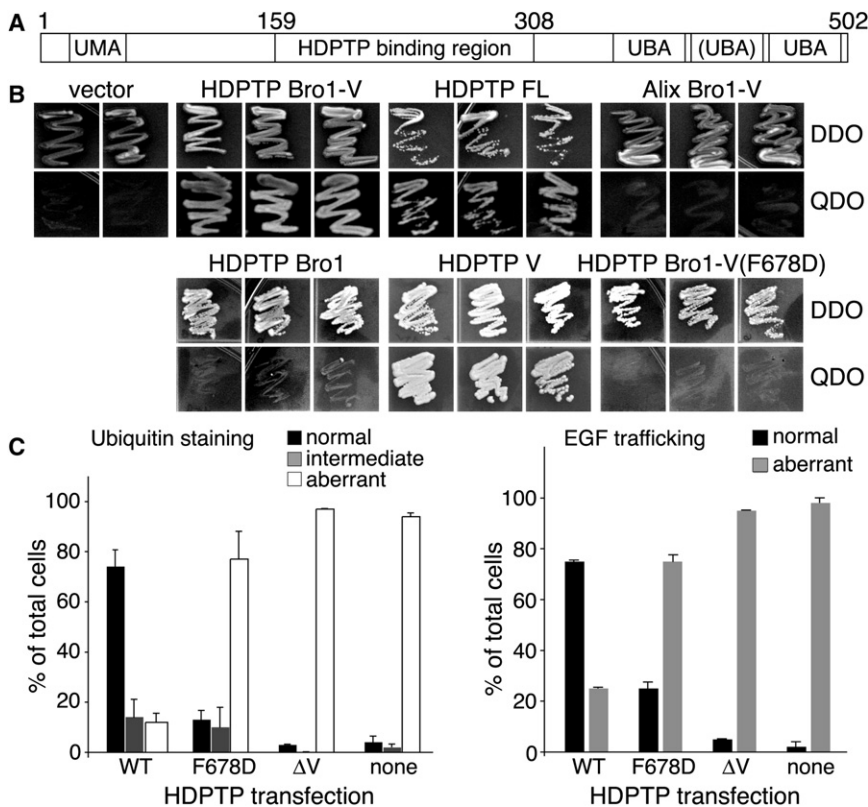 A
1 159 308 502
UMA HDPTP binding region UBA (UBA) UBA
B
vector HDPTP Bro1-V HDPTP FL Alix Bro1-V
DDO
QDO
HDPTP Bro1 HDPTP V HDPTP Bro1-V(F678D)
DDO
QDO
C
Ubiquitin staining
normal
intermediate
aberrant
% of total cells
100
80
60
40
20
0
WT F678D ΔV none
HDPTP transfection
EGF trafficking
normal
aberrant
% of total cells
100
80
60
40
20
0
WT F678D ΔV none
HDPTP transfection